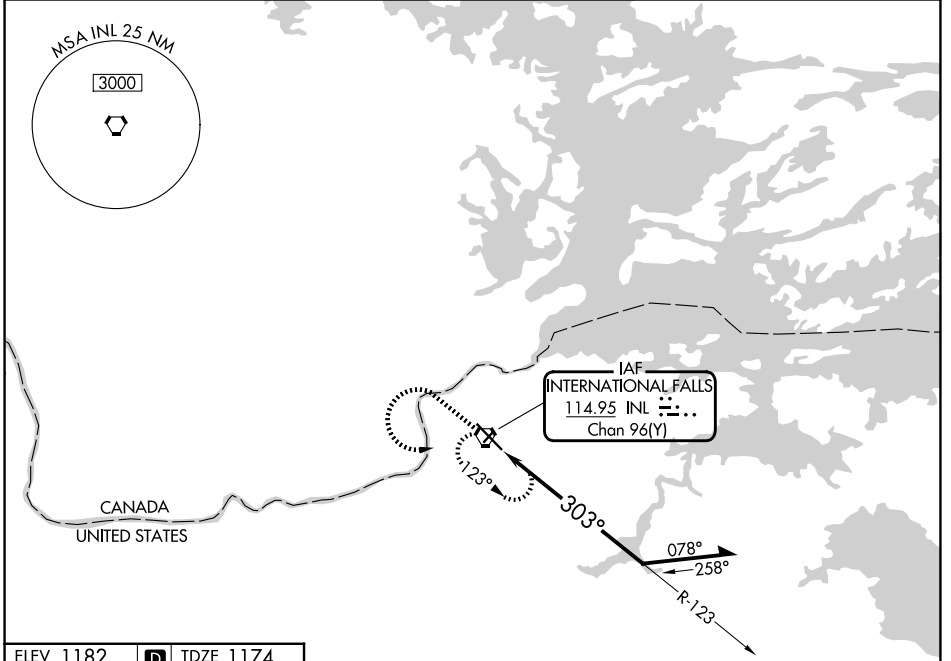 MSA INL 25 NM
3000
IAF
INTERNATIONAL FALLS
114.95 INL
Chan 96(Y)
123°
303°
CANADA
UNITED STATES
078°
258°
R-123
ELEV 1182 D TDZE 1174